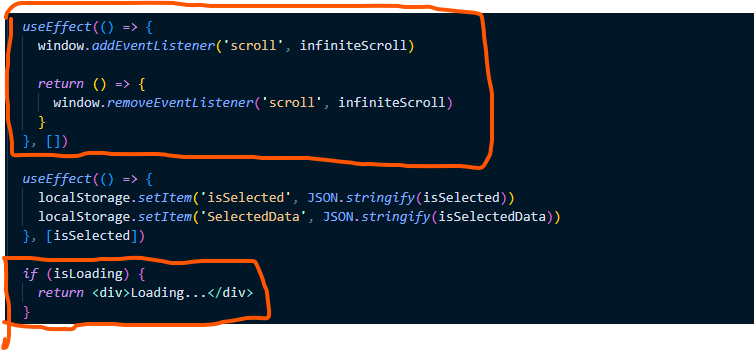 useEffect(() => {
window.addEventListener('scroll', infiniteScroll)
return () => {
window.removeEventListener('scroll', infiniteScroll)
}
}, [])
useEffect(() => {
localStorage.setItem('isSelected', JSON.stringify(isSelected))
localStorage.setItem('SelectedData', JSON.stringify(isSelectedData))
}, [isSelected])
if (isLoading) {
return <div>Loading...</div>
}